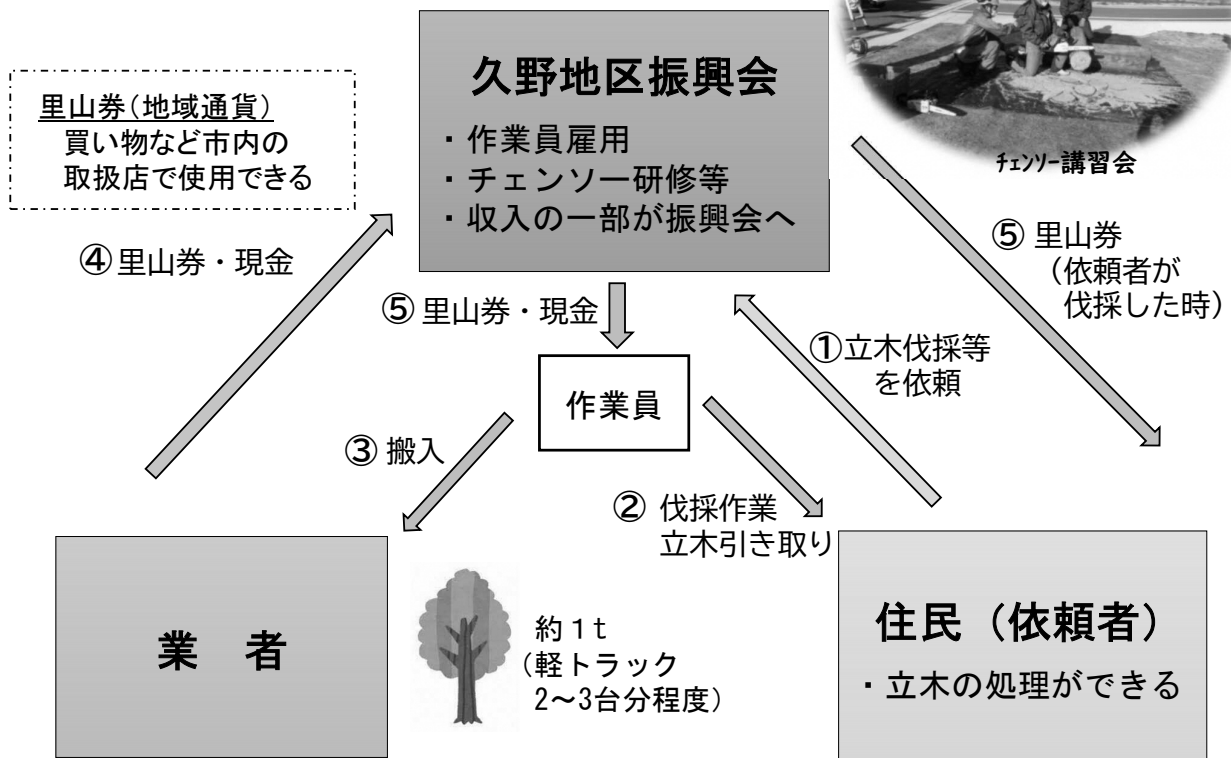 久野地区振興会
・作業員雇用
・チェンソー研修等
・収入の一部が振興会へ
チェンソー講習会
里山券（地域通貨）
買い物など市内の
取扱店で使用できる
④里山券・現金
⑤里山券・現金
⑤里山券
（依頼者が
伐採した時）
①立木伐採等
を依頼
作業員
③搬入
②伐採作業
立木引き取り
業　者
約１t
（軽トラック
2～3台分程度）
住民（依頼者）
・立木の処理ができる